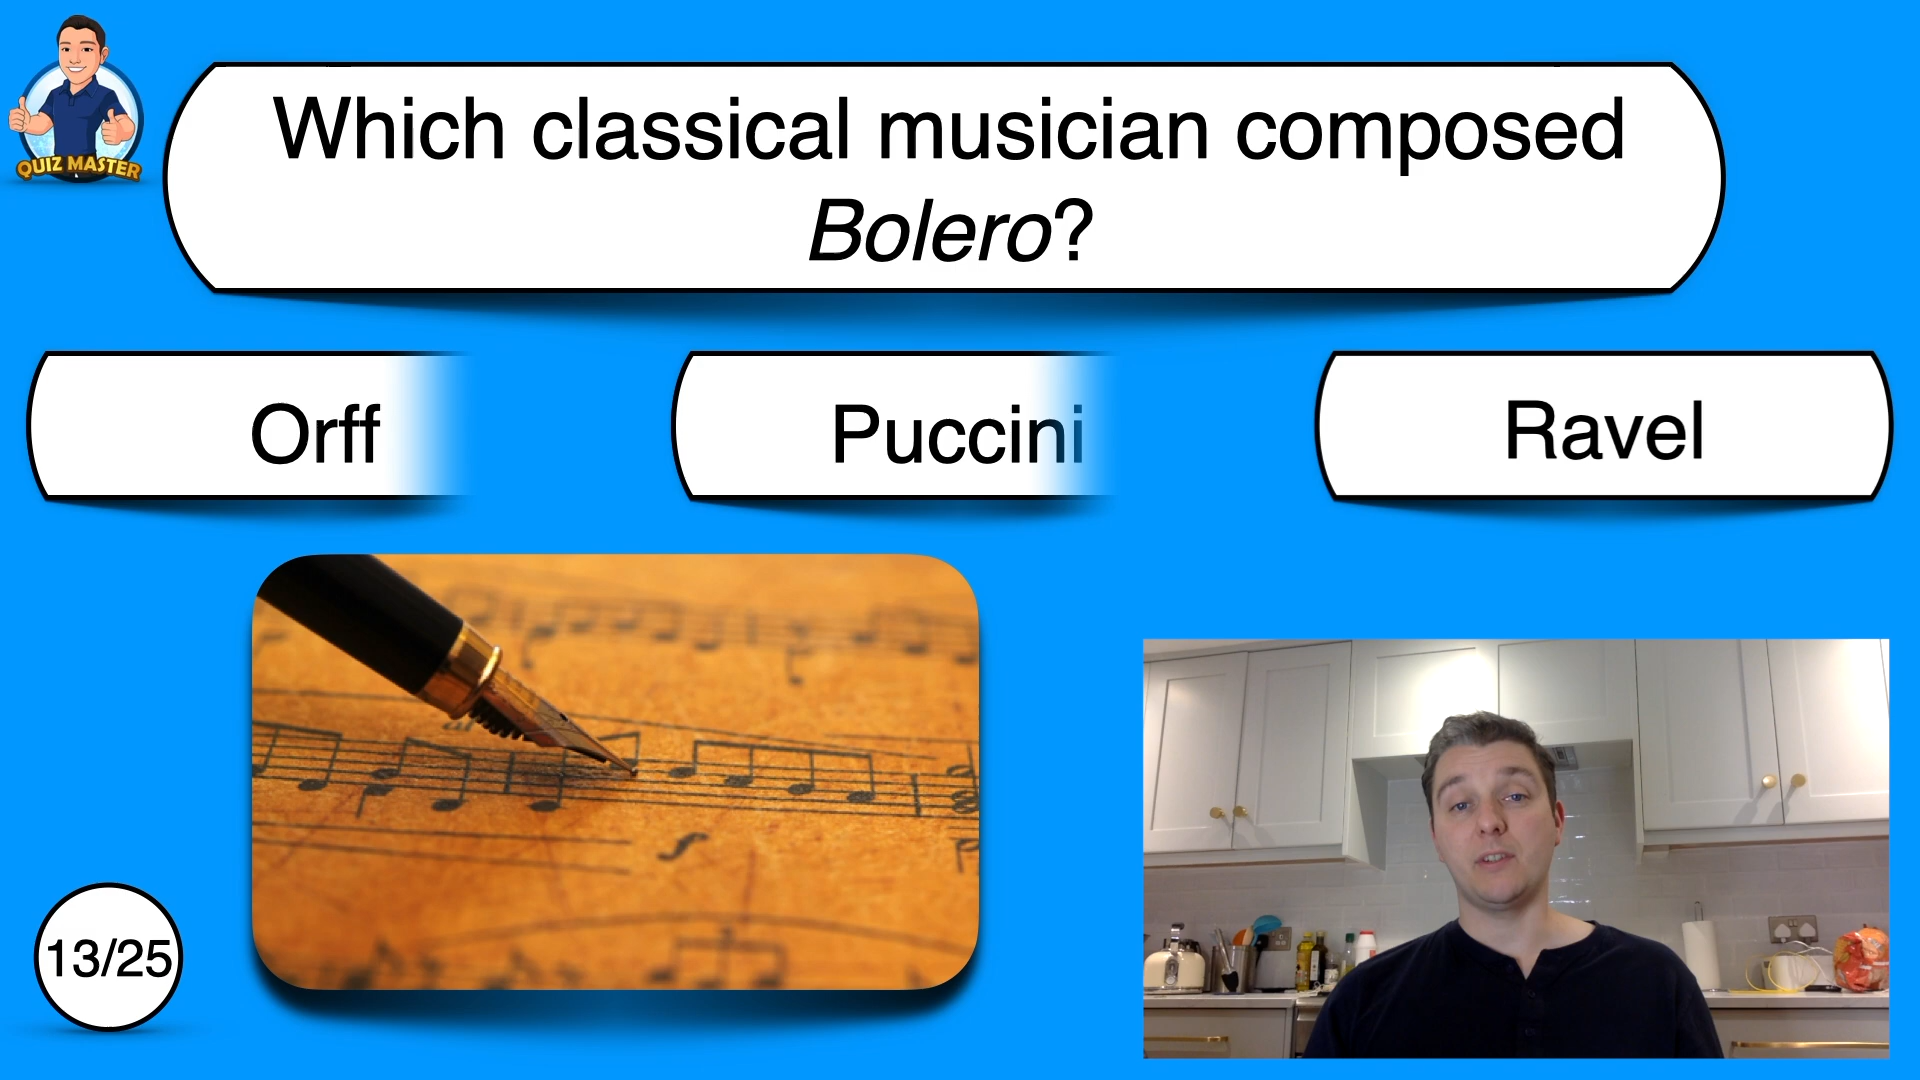 QUIZ MASTER
Which classical musician composed
Bolero?
Orff
Puccini
Ravel
13/25